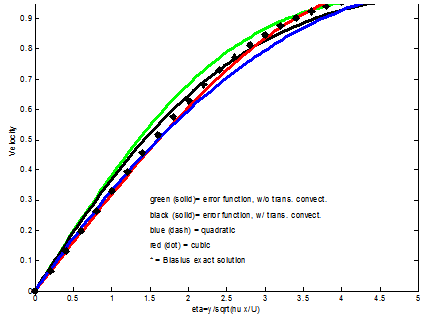 0.9
0.8
0.7
0.6
0.5
0.4
0.3
0.2
0.1
0
Velocity
green (solid)= error function, w/o trans. convect.
black (solid)= error function, w/ trans. convect.
blue (dash) = quadratic
red (dot) = cubic
* = Blasius exact solution
0 0.5 1 1.5 2 2.5 3 3.5 4 4.5 5
eta=y/sqrt(nu x/U)